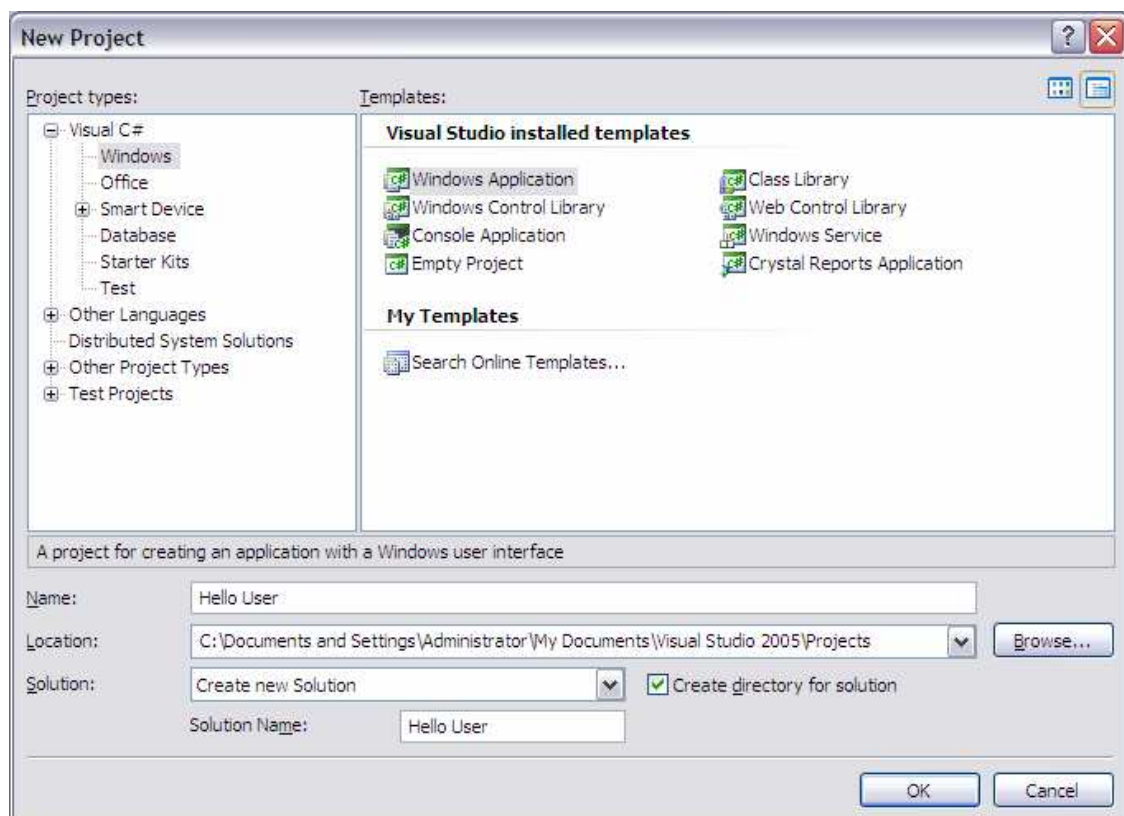 New Project
Project types:
Templates:
Visual C#
Windows
Office
Smart Device
Database
Starter Kits
Test
Other Languages
Distributed System Solutions
Other Project Types
Test Projects
Visual Studio installed templates
Windows Application
Class Library
Windows Control Library
Web Control Library
Console Application
Windows Service
Empty Project
Crystal Reports Application
My Templates
Search Online Templates...
A project for creating an application with a Windows user interface
Name:
Hello User
Location:
C:\Documents and Settings\Administrator\My Documents\Visual Studio 2005\Projects
Browse...
Solution:
Create new Solution
Create directory for solution
Solution Name:
Hello User
OK
Cancel